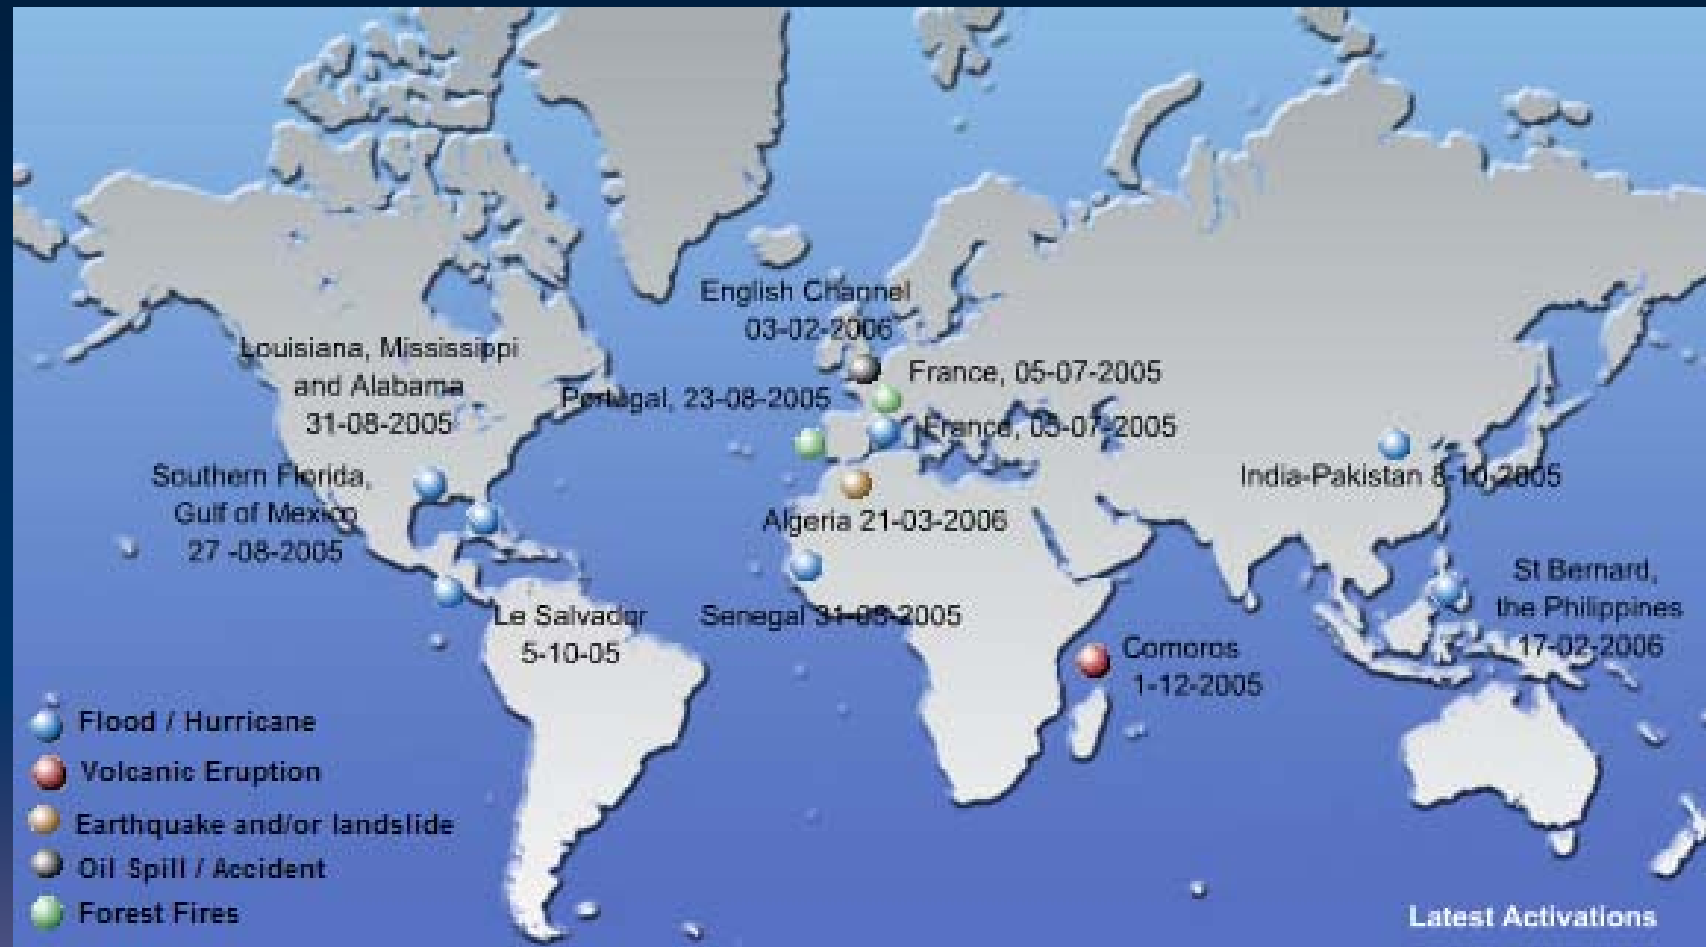 English Channel
03-02-2006
Louisiana, Mississippi
and Alabama
31-08-2005
France, 05-07-2005
Portugal, 23-08-2005
France, 05-07-2005
Southern Florida,
Gulf of Mexico
27 -08-2005
India-Pakistan 8-10-2005
Algeria 21-03-2006
St Bernard,
the Philippines
17-02-2006
Le Salvador
5-10-05
Senegal 31-08-2005
Comoros
1-12-2005
Flood / Hurricane
Volcanic Eruption
Earthquake and/or landslide
Oil Spill / Accident
Forest Fires
Latest Activations